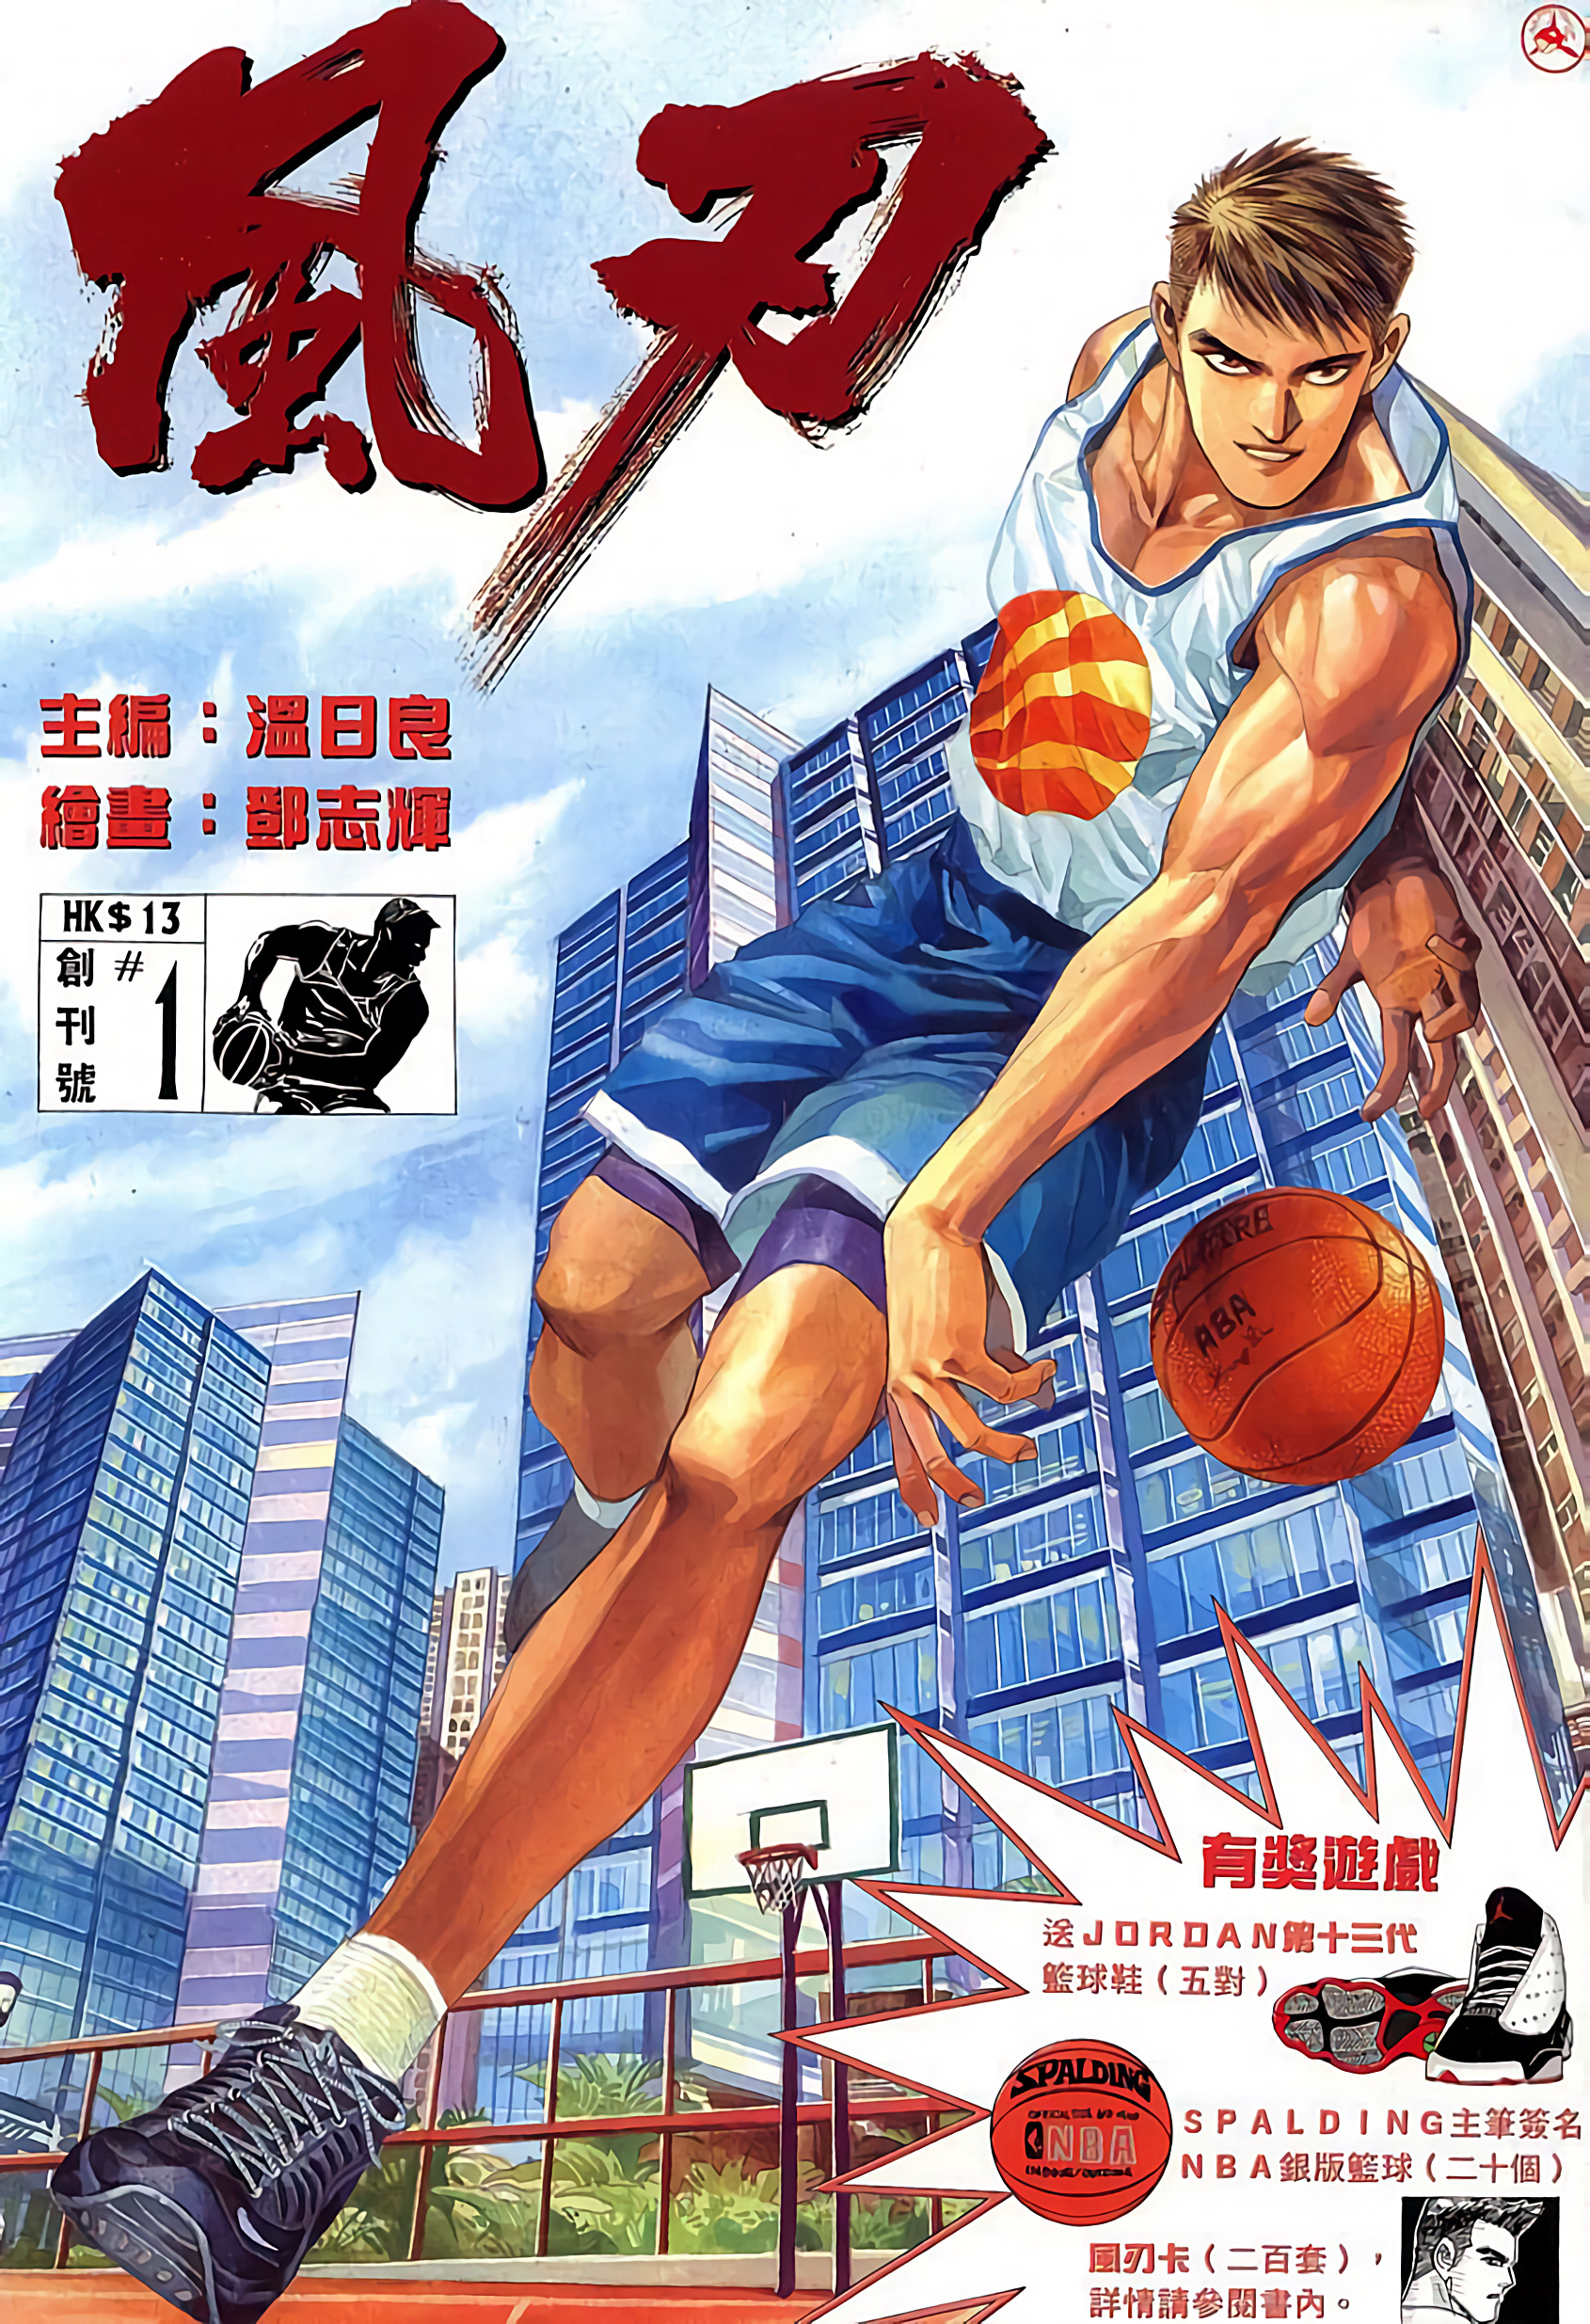 風刃
主編：溫日良
繪畫：鄧志輝
HK$13
創刊號
#1
ABA
有獎遊戲
送JORDAN第十三代
籃球鞋（五對）
SPALDING
NBA
SPALDING主筆簽名
NBA銀版籃球（二十個）
風刃卡（二百套），
詳情請參閱書內。